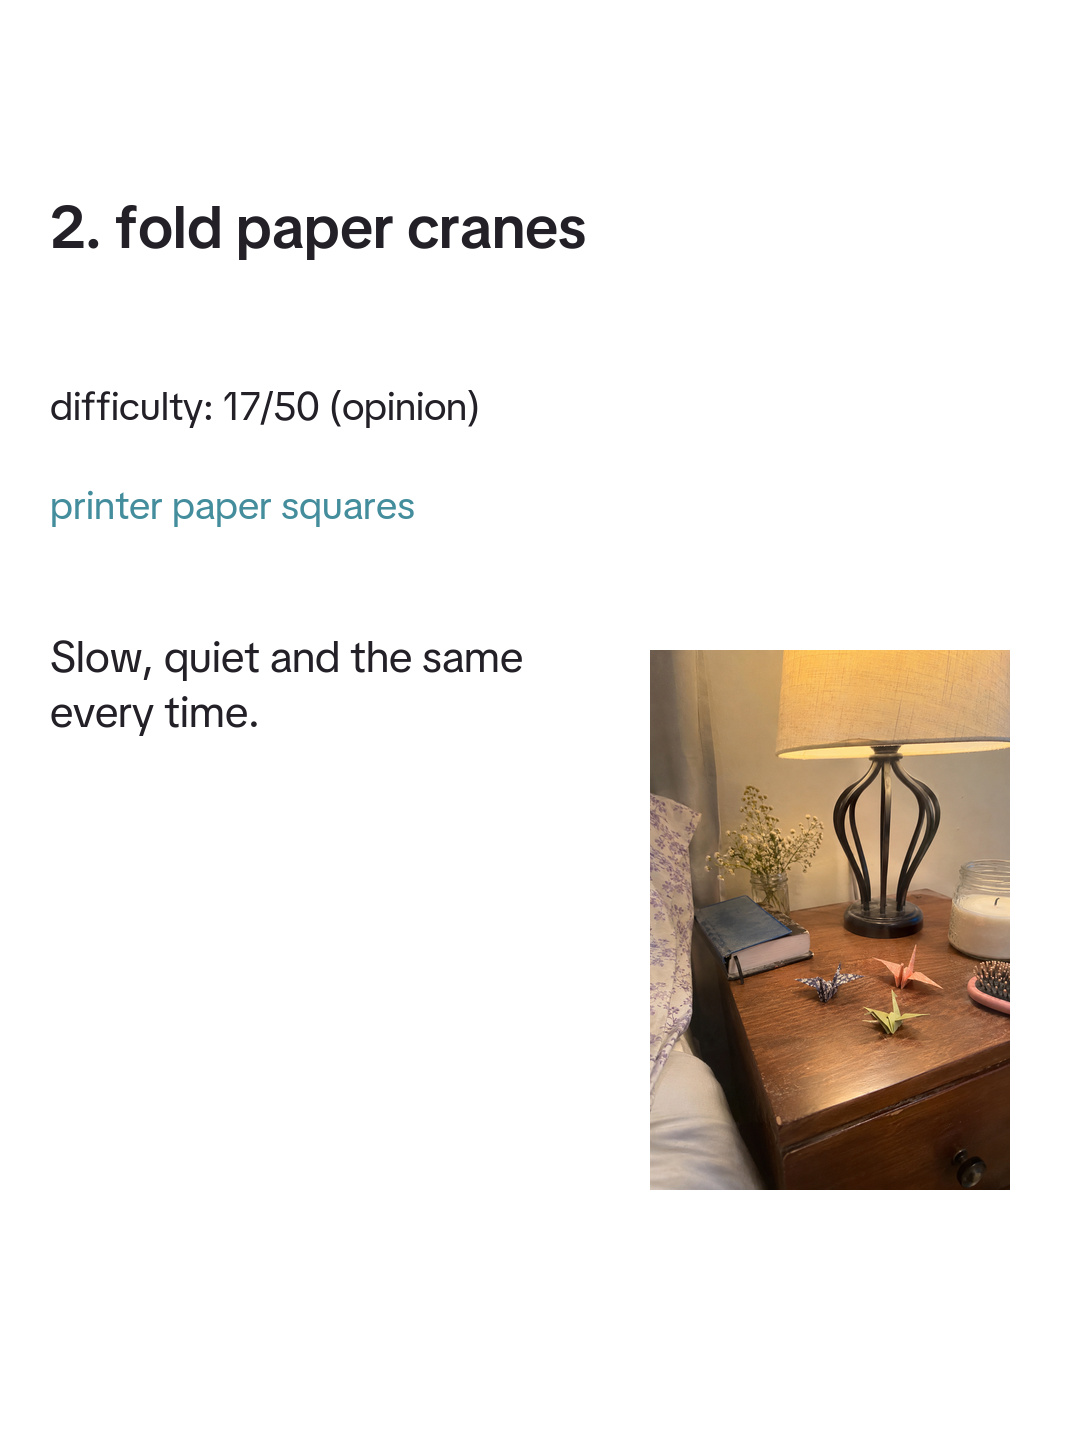 2. fold paper cranes
difficulty: 17/50 (opinion)
printer paper squares
Slow, quiet and the same
every time.